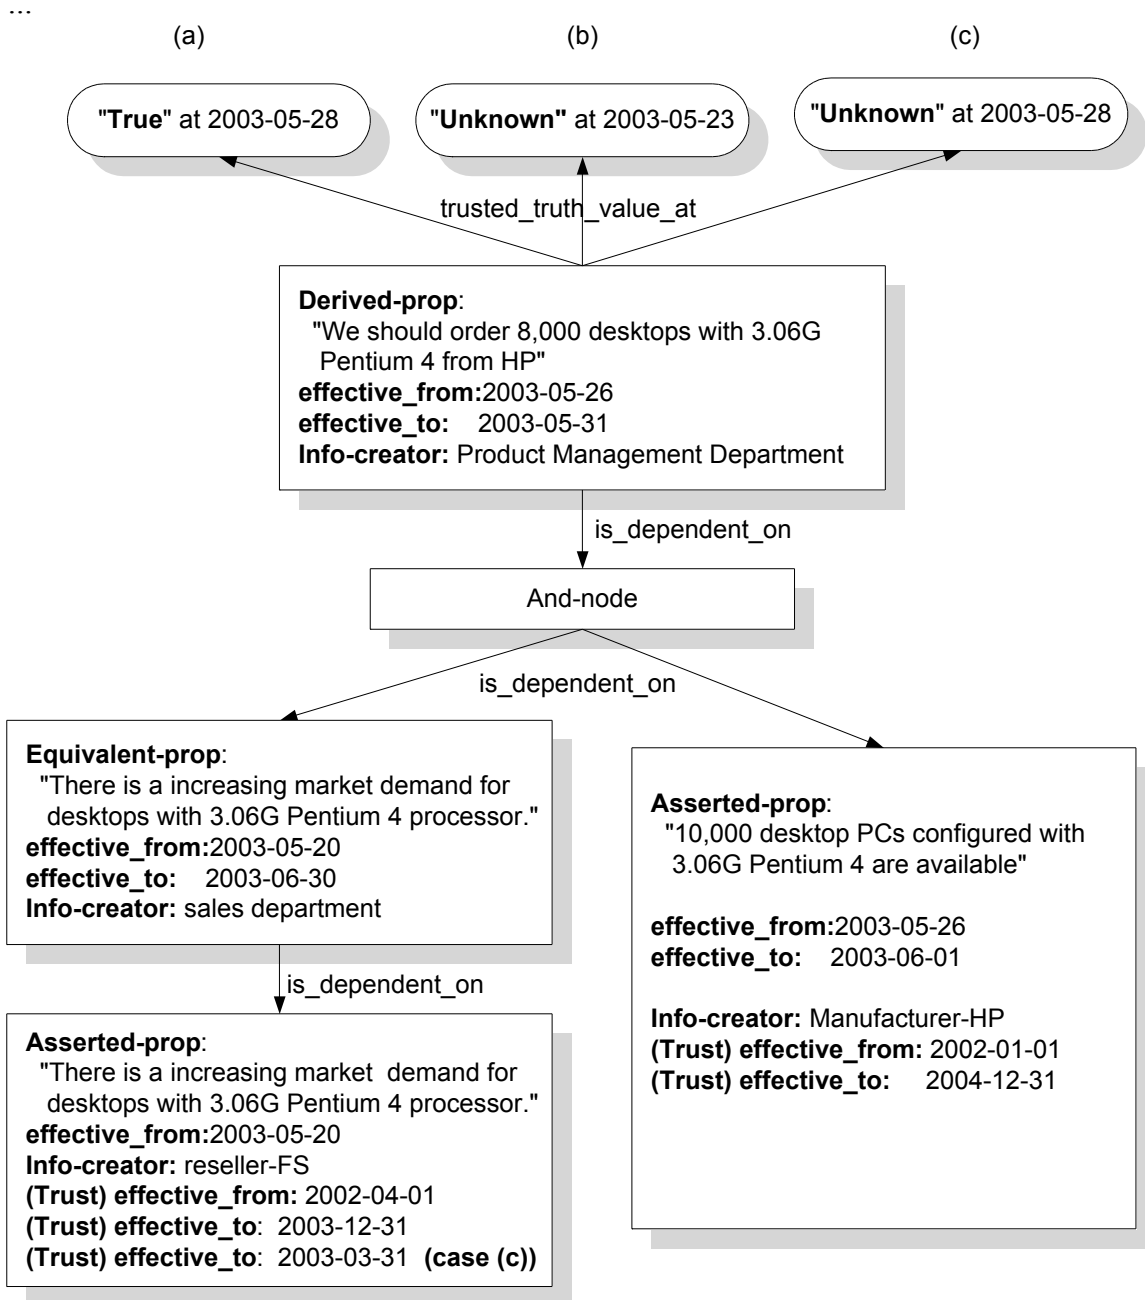 ...
(a) (b) (c)
"True" at 2003-05-28
"Unknown" at 2003-05-23
"Unknown" at 2003-05-28
trusted_truth_value_at
Derived-prop:
"We should order 8,000 desktops with 3.06G
Pentium 4 from HP"
effective_from:2003-05-26
effective_to: 2003-05-31
Info-creator: Product Management Department
is_dependent_on
And-node
is_dependent_on
Equivalent-prop:
"There is a increasing market demand for
desktops with 3.06G Pentium 4 processor."
effective_from:2003-05-20
effective_to: 2003-06-30
Info-creator: sales department
is_dependent_on
Asserted-prop:
"There is a increasing market demand for
desktops with 3.06G Pentium 4 processor."
effective_from:2003-05-20
Info-creator: reseller-FS
(Trust) effective_from: 2002-04-01
(Trust) effective_to: 2003-12-31
(Trust) effective_to: 2003-03-31 (case (c))
Asserted-prop:
"10,000 desktop PCs configured with
3.06G Pentium 4 are available"
effective_from:2003-05-26
effective_to: 2003-06-01
Info-creator: Manufacturer-HP
(Trust) effective_from: 2002-01-01
(Trust) effective_to: 2004-12-31